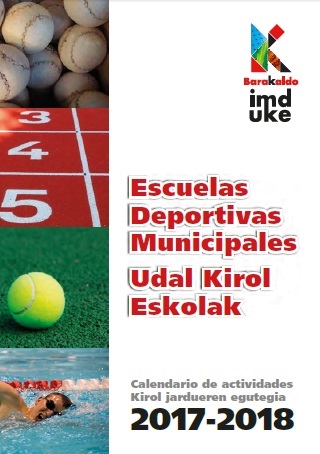 BaraKaldo
imd
uke
3
4
5
Escuelas
Deportivas
Municipales
Udal Kirol
Eskolak
Calendario de actividades
Kirol jardueren egutegia
2017-2018